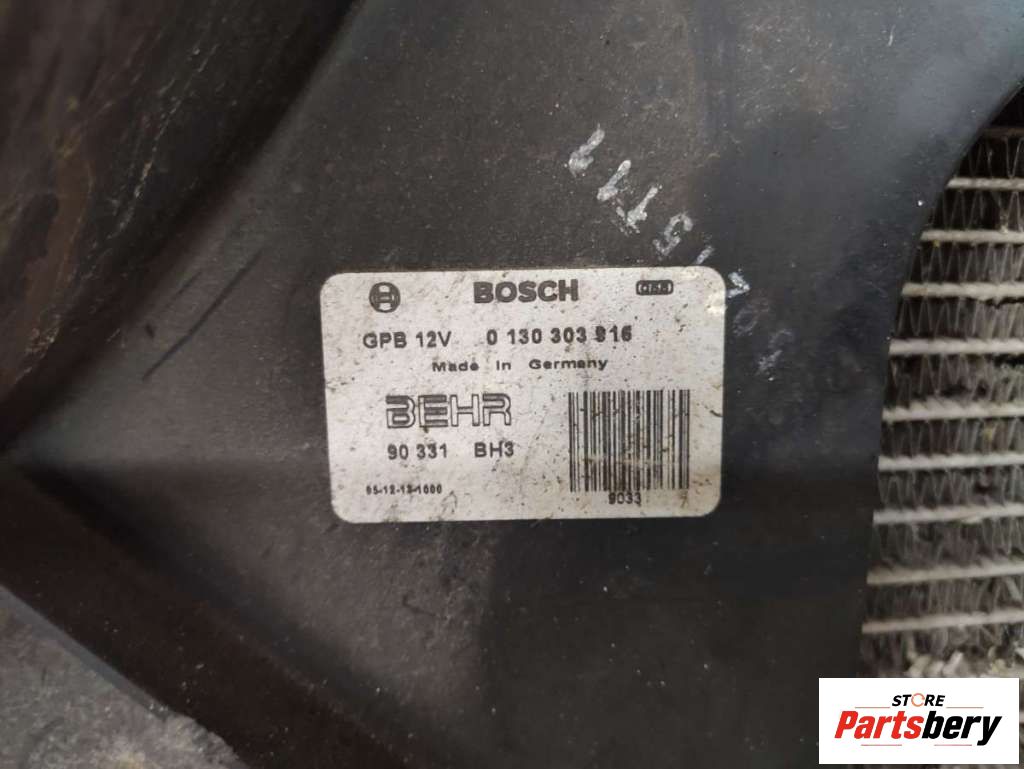 BOSCH
GPB 12V 0 130 303 916
Made in Germany
BEHR
90 331 BH3
9033
STORE
Partsbery